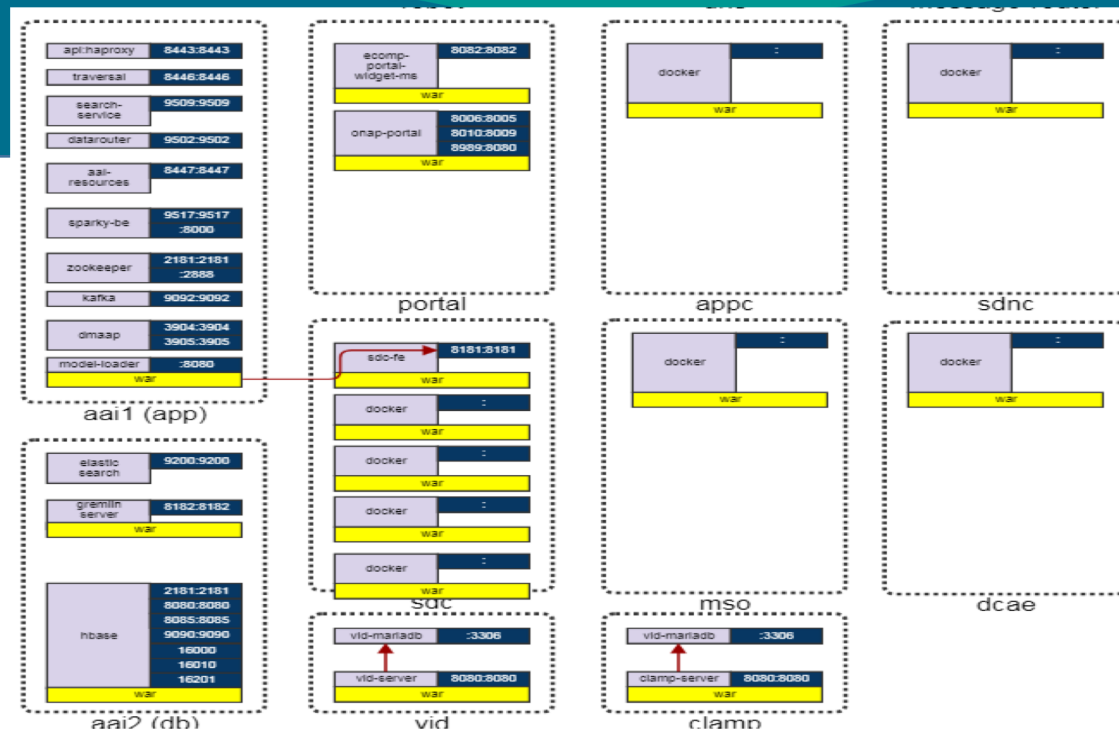 robot
message-router
api:haproxy 8443:8443
traversal 8446:8446
search-
service
9509:9509
datarouter 9502:9502
aai-
resources
8447:8447
sparky-be
9517:9517
:8000
zookeeper
2181:2181
:2888
kafka 9092:9092
dmaap
3904:3904
3905:3905
model-loader :8080
war
aai1 (app)
ecomp-
portal-
widget-ms
8082:8082
war
onap-portal
8006:8005
8010:8009
8989:8080
war
portal
docker :
war
appc
docker :
war
sdnc
elastic
search
9200:9200
gremlin
server
8182:8182
war
hbase
2181:2181
8080:8080
8085:8085
9090:9090
16000
16010
16201
war
aai2 (db)
sdc-fe 8181:8181
war
docker :
war
docker :
war
docker :
war
docker :
war
sdc
docker :
war
mso
docker :
war
dcae
vid-mariadb :3306
vid-server 8080:8080
war
vid
vid-mariadb :3306
clamp-server 8080:8080
war
clamp